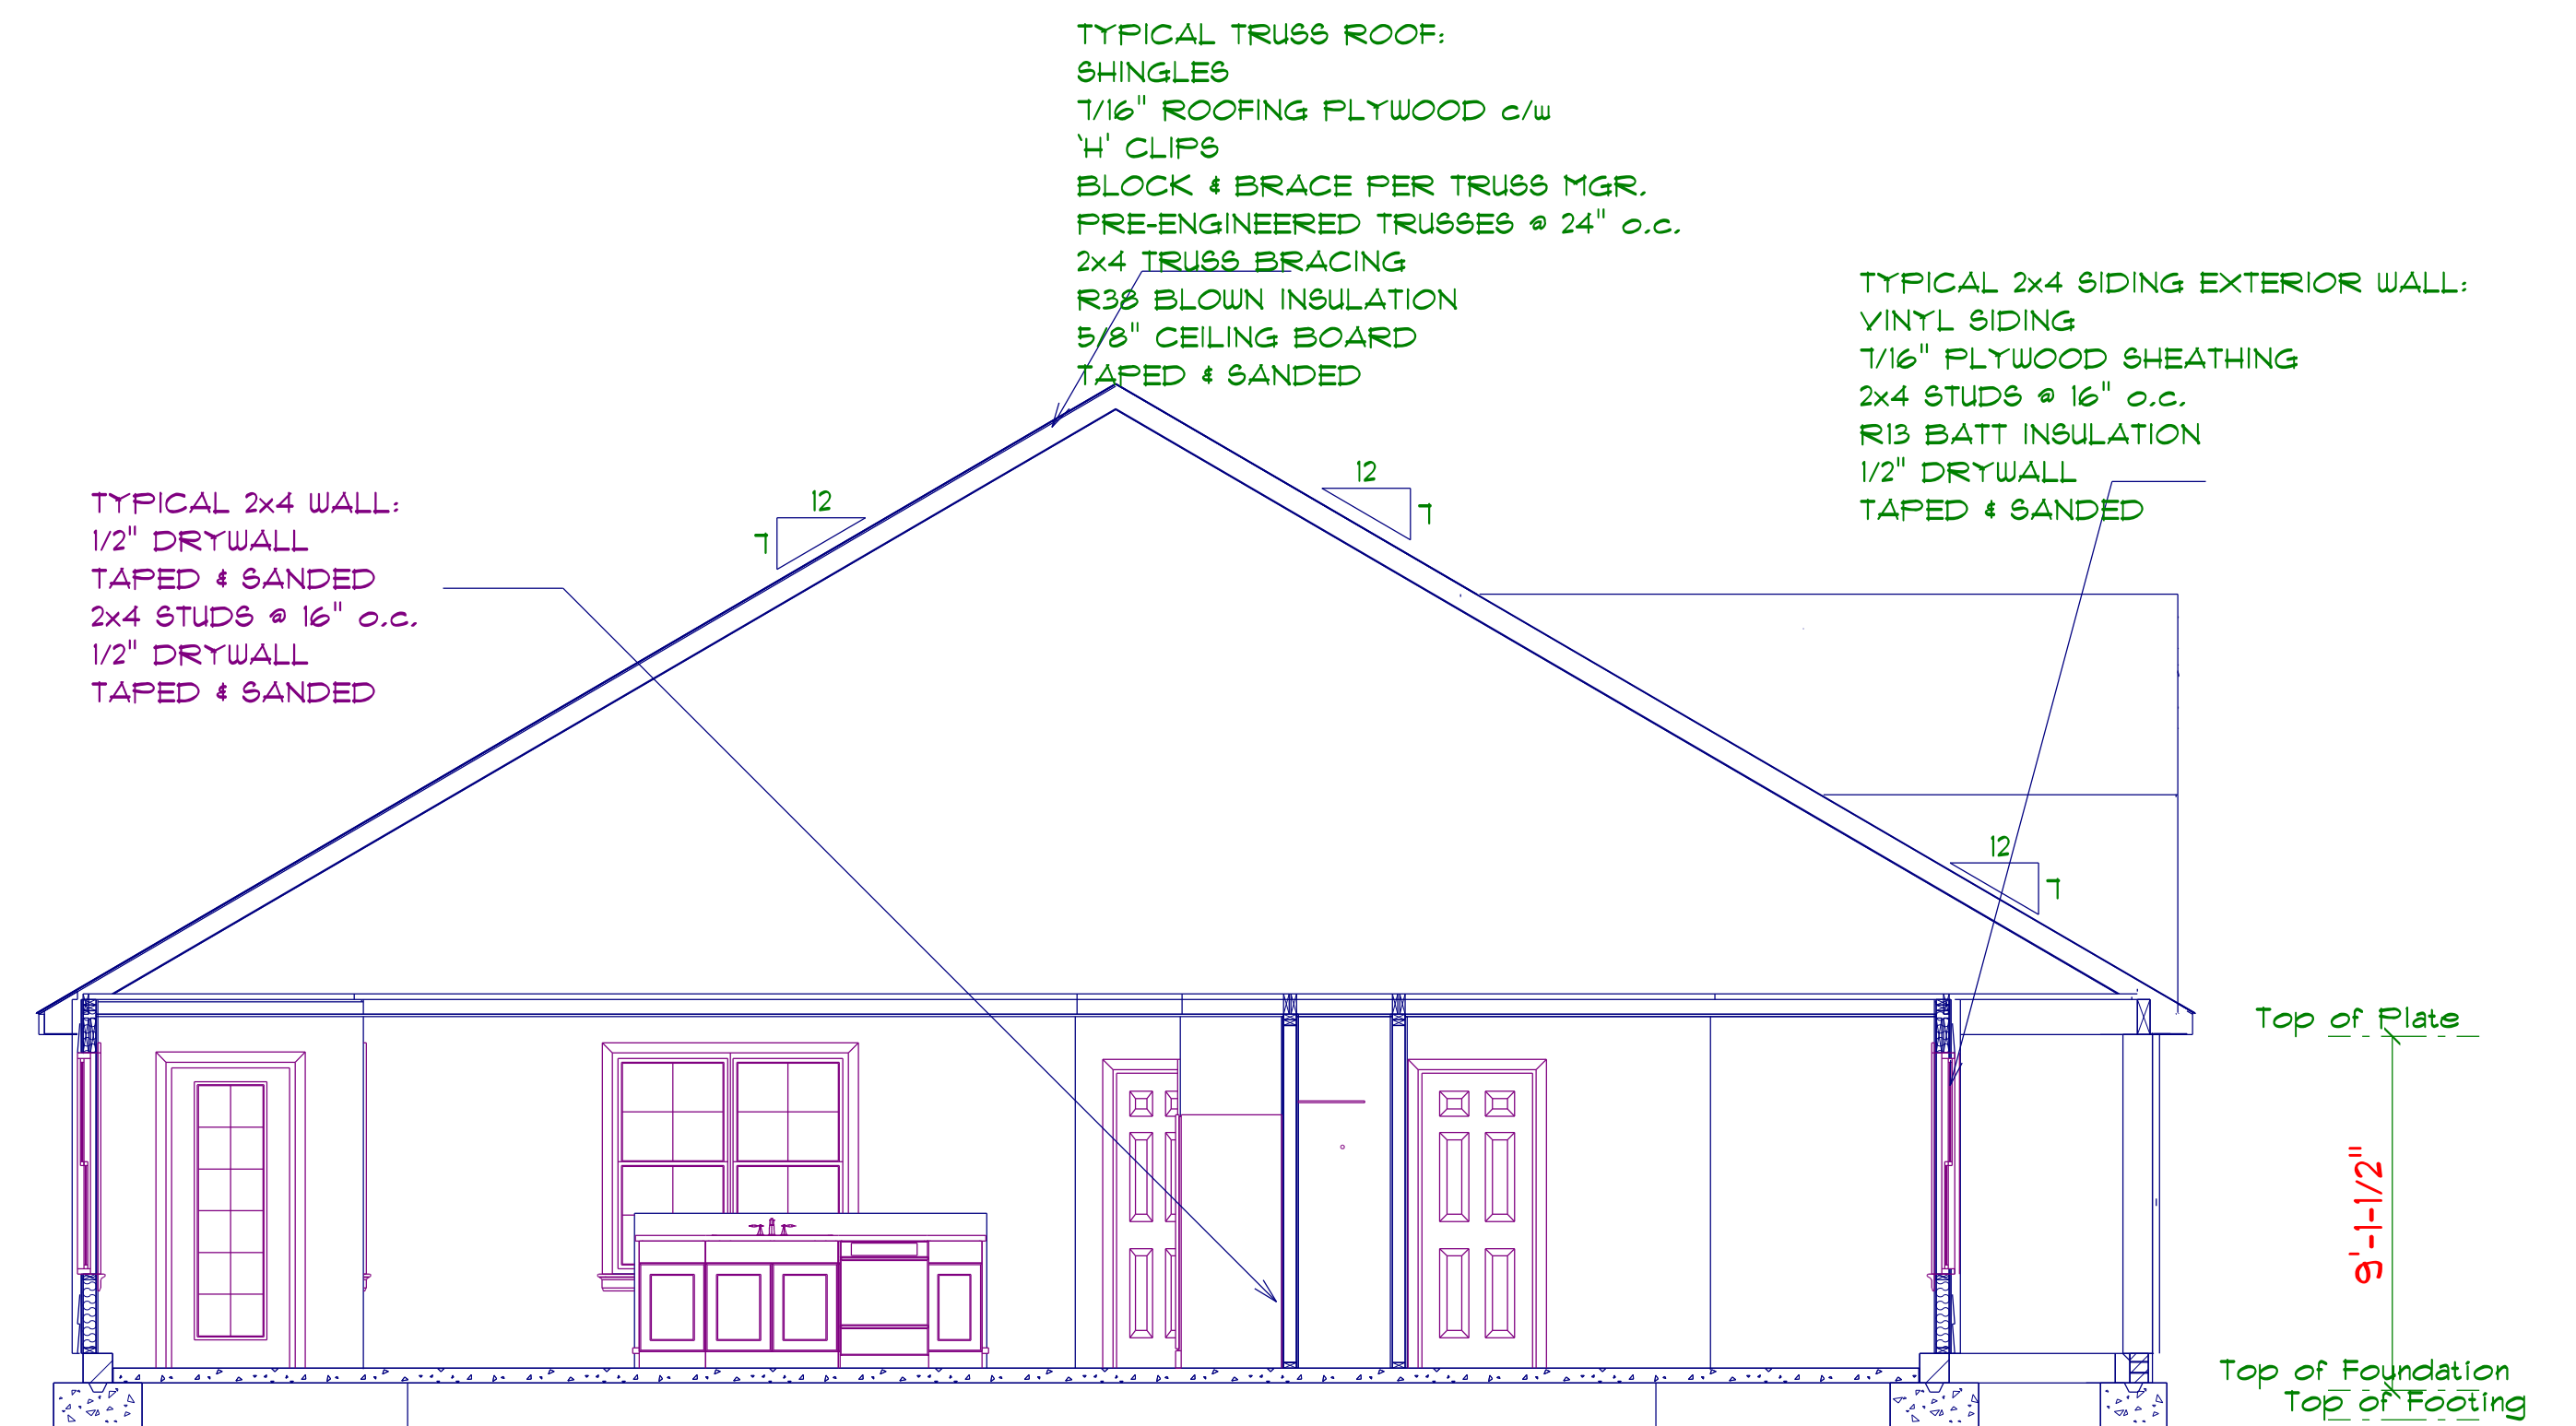 TYPICAL TRUSS ROOF:
SHINGLES
7/16" ROOFING PLYWOOD c/w
'H' CLIPS
BLOCK & BRACE PER TRUSS MGR.
PRE-ENGINEERED TRUSSES @ 24" o.c.
2x4 TRUSS BRACING
R38 BLOWN INSULATION
5/8" CEILING BOARD
TAPED & SANDED
TYPICAL 2x4 SIDING EXTERIOR WALL:
VINYL SIDING
7/16" PLYWOOD SHEATHING
2x4 STUDS @ 16" o.c.
R13 BATT INSULATION
1/2" DRYWALL
TAPED & SANDED
TYPICAL 2x4 WALL:
1/2" DRYWALL
TAPED & SANDED
2x4 STUDS @ 16" o.c.
1/2" DRYWALL
TAPED & SANDED
12
7
12
7
12
7
Top of Plate
9'-1-1/2"
Top of Foundation
Top of Footing